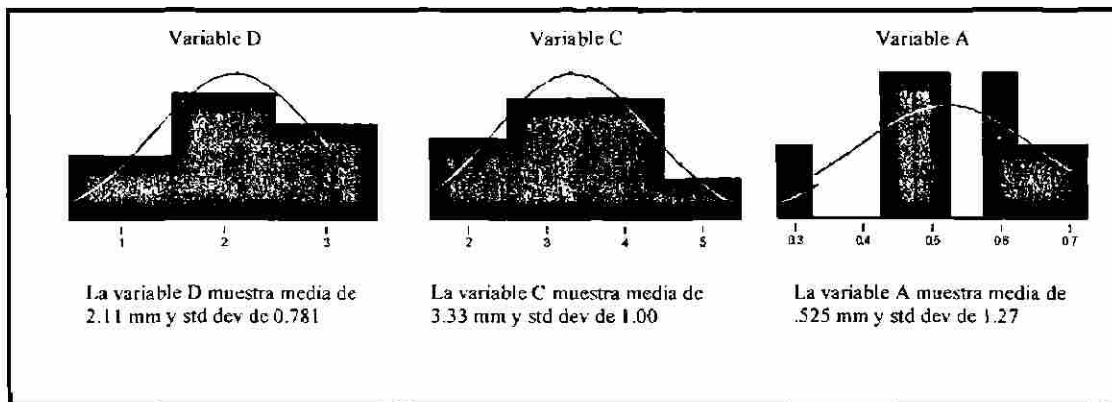 Variable D
Variable C
Variable A
1 2 3
2 3 4 5
0.3 0.4 0.5 0.6 0.7
La variable D muestra media de
2.11 mm y std dev de 0.781
La variable C muestra media de
3.33 mm y std dev de 1.00
La variable A muestra media de
.525 mm y std dev de 1.27